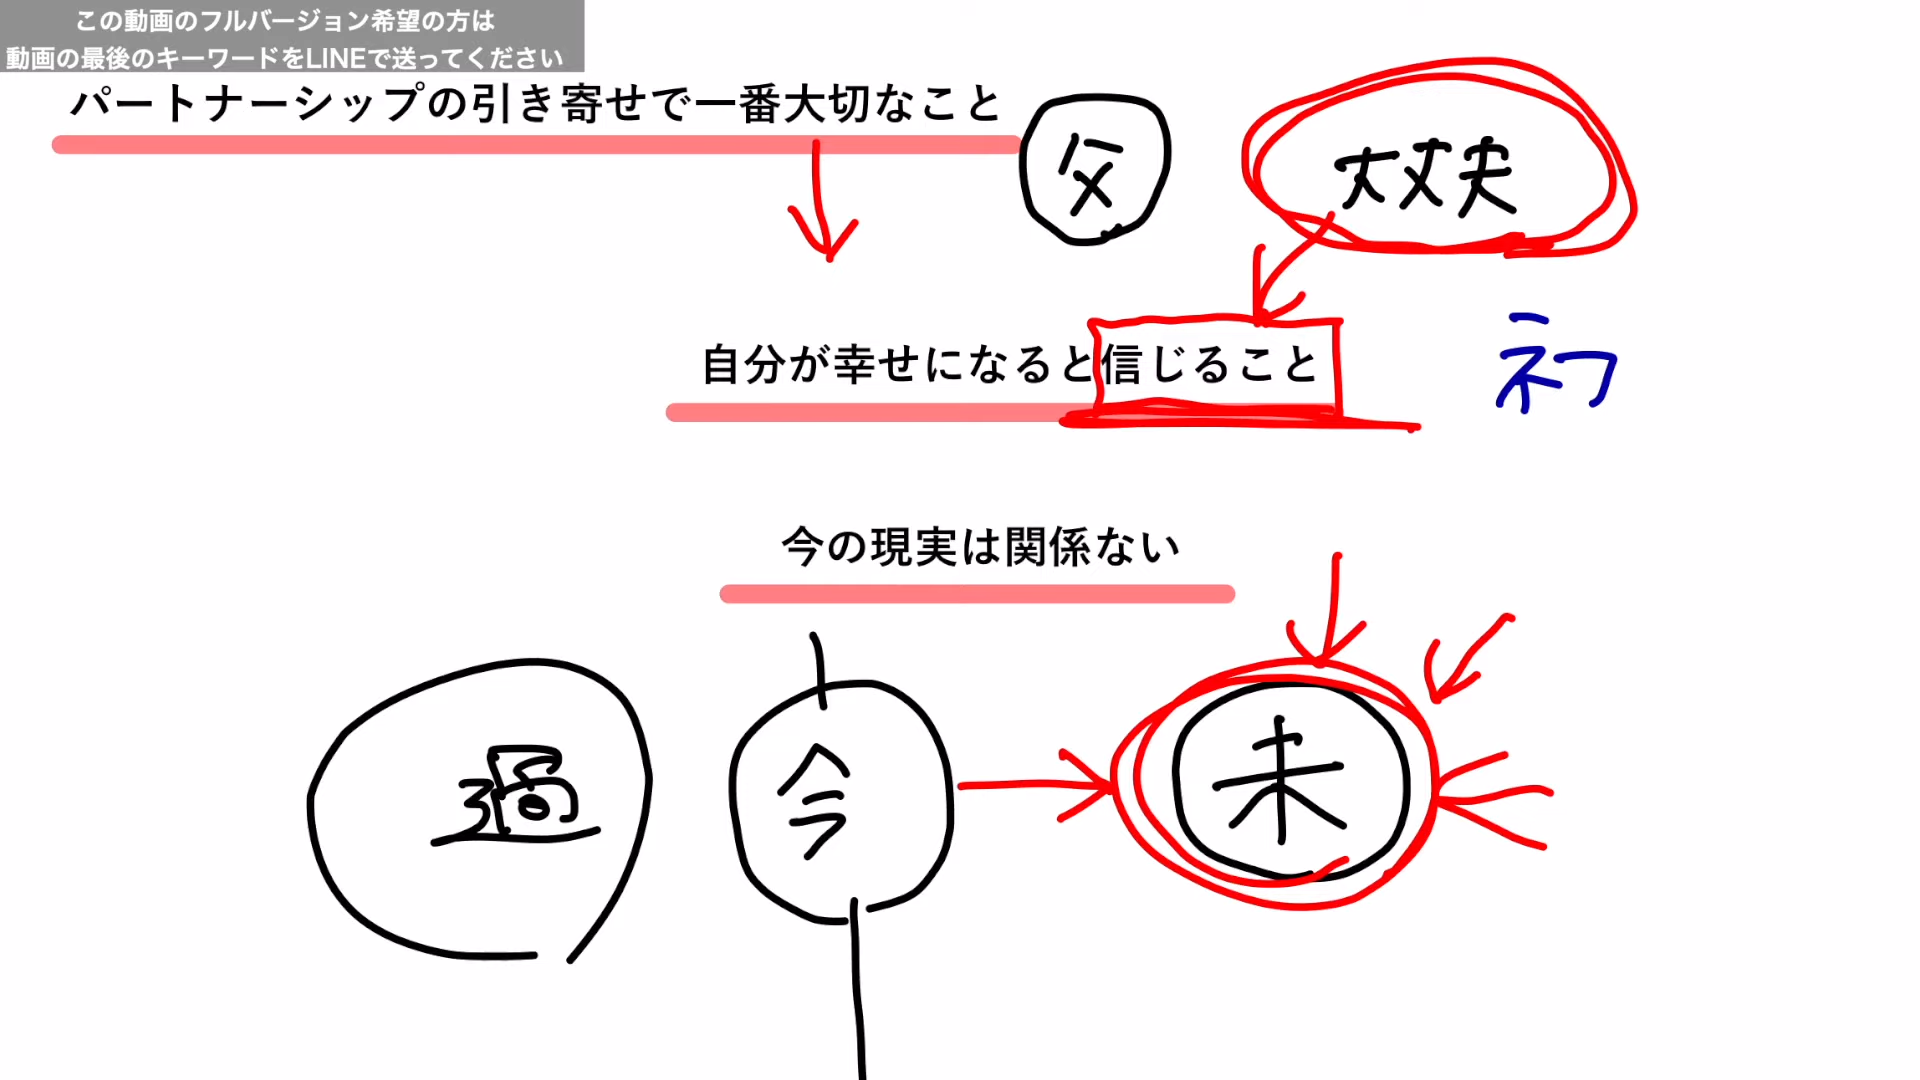 この動画のフルバージョン希望の方は
動画の最後のキーワードをLINEで送ってください
パートナーシップの引き寄せで一番大切なこと
父
大丈夫
自分が幸せになると信じること
今の現実は関係ない
過
今
未